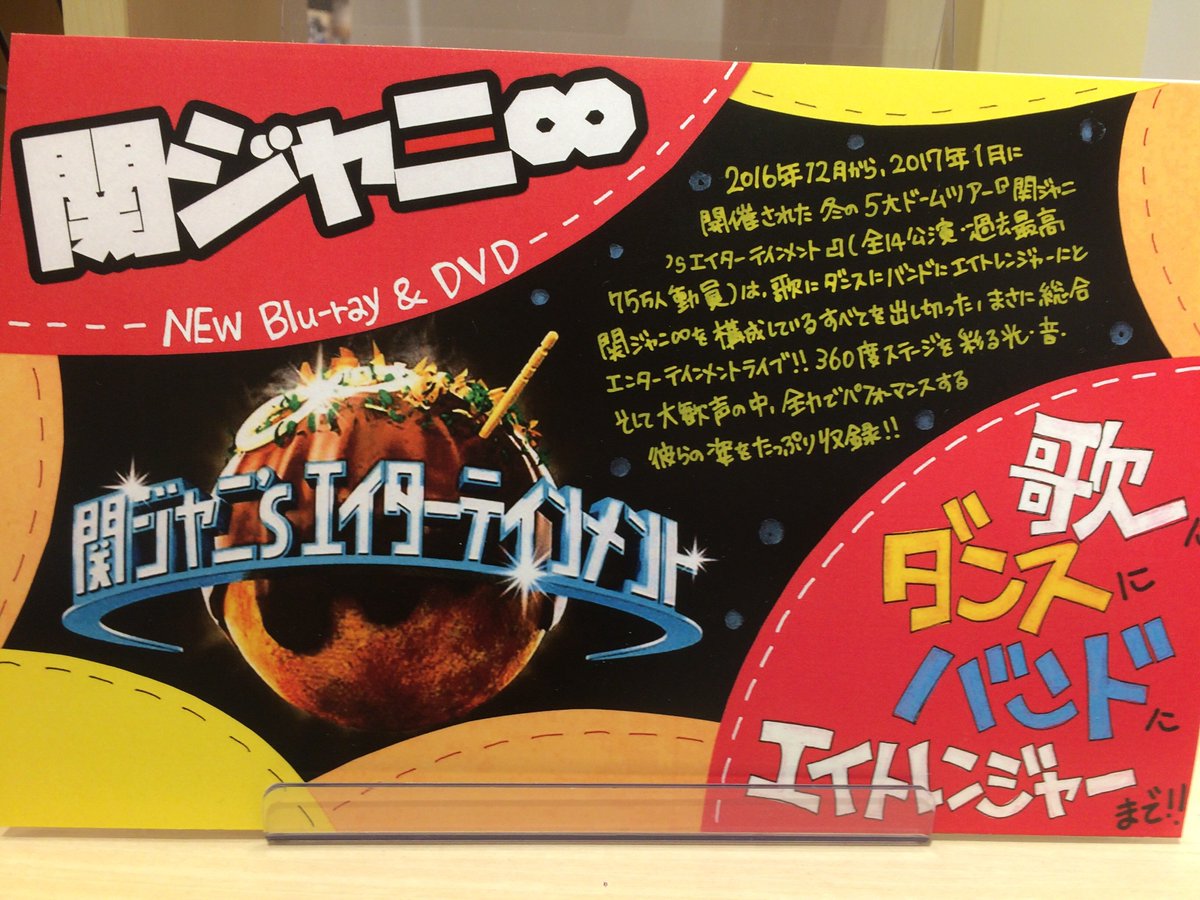 関ジャニ∞
NEW Blu-ray & DVD
2016年12月から、2017年1月に
開催された冬の5大ドームツアー『関ジャニ
'sエイターテインメント』(全14公演・過去最高
75万人動員)は、歌にダンスにバンドにエイトレンジャーにと
関ジャニ∞を構成しているすべてを出し切った、まさに総合
エンターテインメントライブ!! 360度ステージを彩る光・音・
そして大歓声の中、全力でパフォーマンスする
彼らの姿をたっぷり収録!!
関ジャニ'sエイターテインメント
歌に
ダンスに
バンドに
エイトレンジャー
まで!!